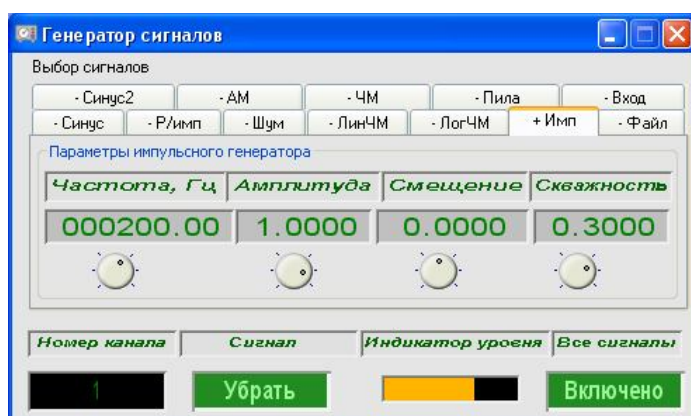 Генератор сигналов
Выбор сигналов
- Синус2 - АМ - ЧМ - Пила - Вход
- Синус - Р/имп - Шум - ЛинЧМ - ЛогЧМ + Имп - Файл
Параметры импульсного генератора
Частота, Гц Амплитуда Смещение Скважность
000200.00 1.0000 0.0000 0.3000
Номер канала Сигнал Индикатор уровня Все сигналы
1 Убрать Включено